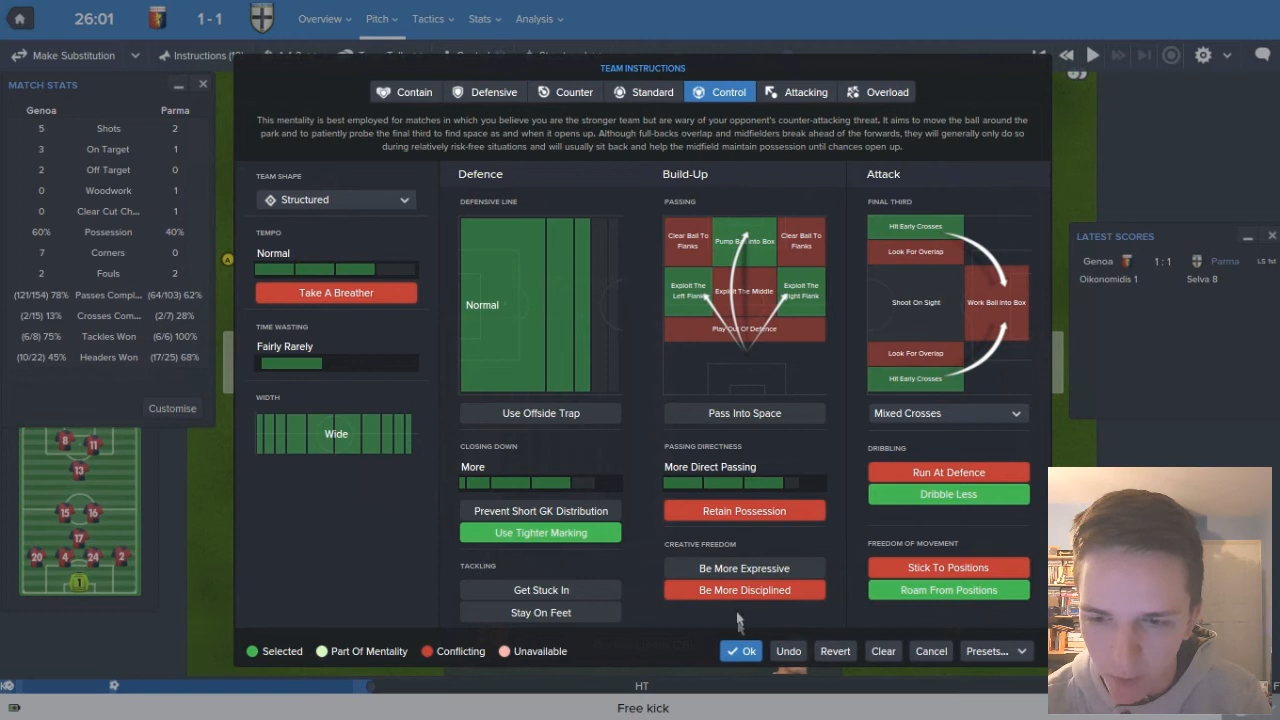 26:01
1 - 1
Overview
Pitch
Tactics
Stats
Analysis
Make Substitution
Instructions
MATCH STATS
Genoa Parma
5 Shots 2
3 On Target 1
2 Off Target 0
0 Woodwork 1
0 Clear Cut Ch... 1
60% Possession 40%
7 Corners 0
2 Fouls 2
(121/154) 78% Passes Compl... (64/103) 62%
(2/15) 13% Crosses Com... (2/7) 28%
(6/8) 75% Tackles Won (6/6) 100%
(10/22) 45% Headers Won (17/25) 68%
Customise
8 11
13
15 16
17
20 4 24 2
1
TEAM INSTRUCTIONS
Contain Defensive Counter Standard Control Attacking Overload
This mentality is best employed for matches in which you believe you are the stronger team but are wary of your opponent's counter-attacking threat. It aims to move the ball around the
park and to patiently probe the final third to find space as and when it opens up. Although full-backs overlap and midfielders break ahead of the forwards, they will generally only do so
during relatively risk-free situations and will usually sit back and help the midfield maintain possession until chances open up.
TEAM SHAPE
Structured
TEMPO
Normal
Take A Breather
TIME WASTING
Fairly Rarely
WIDTH
Wide
Defence
DEFENSIVE LINE
Normal
Use Offside Trap
CLOSING DOWN
More
Prevent Short GK Distribution
Use Tighter Marking
TACKLING
Get Stuck In
Stay On Feet
Build-Up
PASSING
Clear Ball To Flanks
Pump Ball Into Box
Clear Ball To Flanks
Exploit The Left Flank
Exploit The Middle
Exploit The Right Flank
Play Out Of Defence
Pass Into Space
PASSING DIRECTNESS
More Direct Passing
Retain Possession
CREATIVE FREEDOM
Be More Expressive
Be More Disciplined
Attack
FINAL THIRD
Hit Early Crosses
Look For Overlap
Shoot On Sight
Work Ball Into Box
Look For Overlap
Hit Early Crosses
Mixed Crosses
DRIBBLING
Run At Defence
Dribble Less
FREEDOM OF MOVEMENT
Stick To Positions
Roam From Positions
Selected
Part Of Mentality
Conflicting
Unavailable
Ok
Undo
Revert
Clear
Cancel
Presets...
LATEST SCORES
Genoa 1 : 1 Parma LS 1st
Oikonomidis 1 Selva 8
HT
Free kick